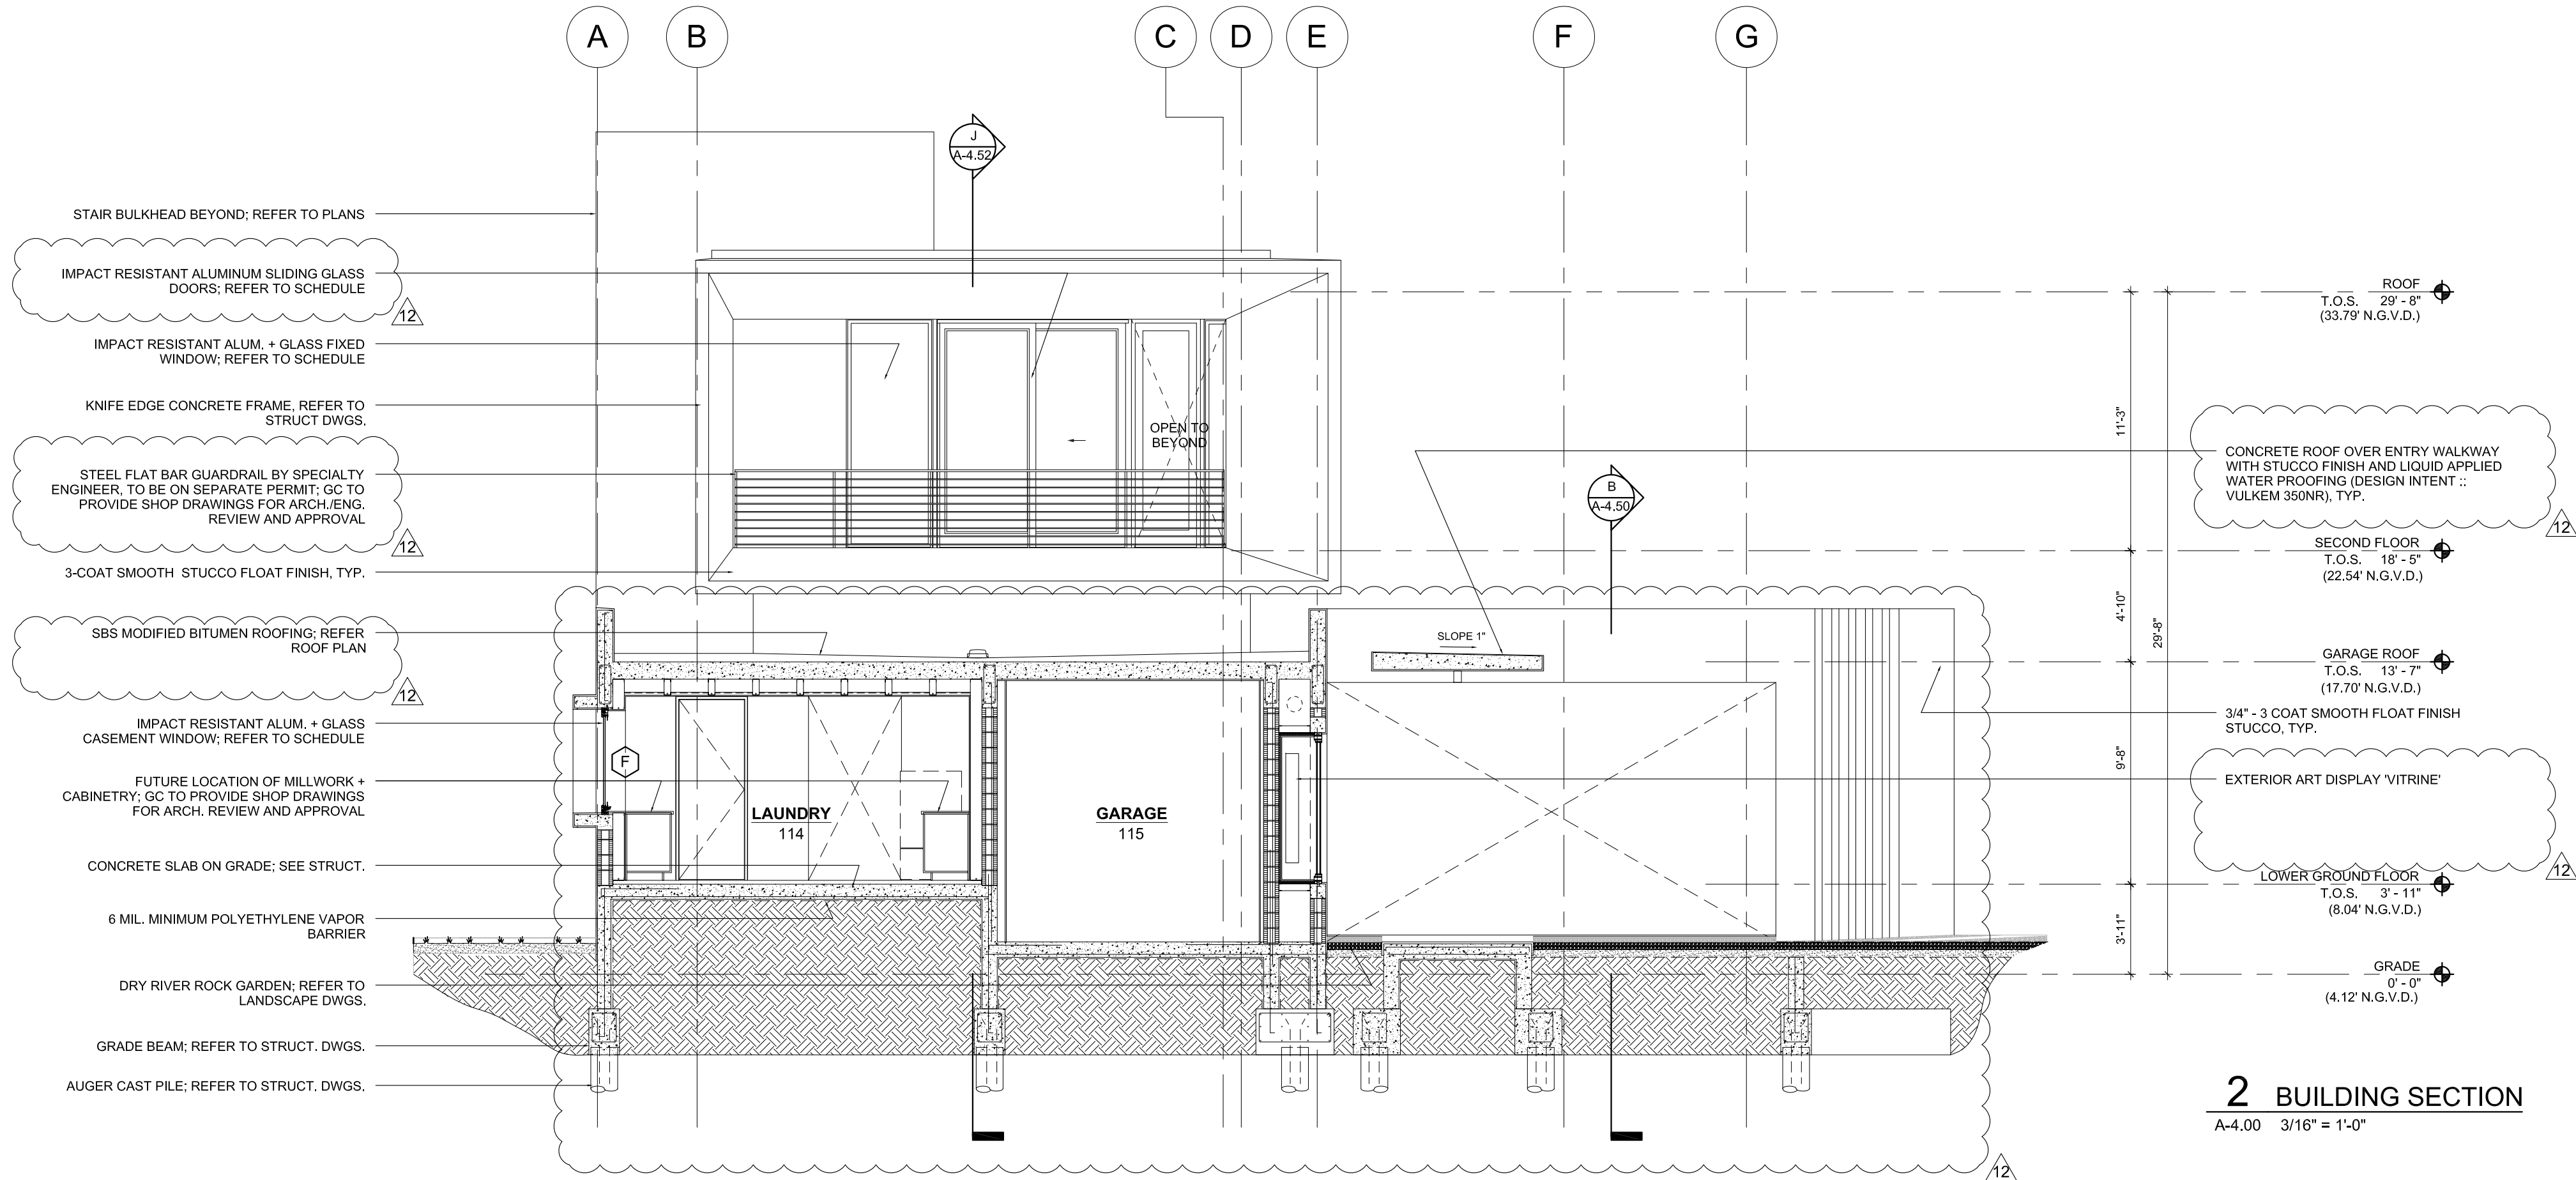 A
B
C
D
E
F
G
J
A-4.52
STAIR BULKHEAD BEYOND; REFER TO PLANS
IMPACT RESISTANT ALUMINUM SLIDING GLASS
DOORS; REFER TO SCHEDULE
12
IMPACT RESISTANT ALUM. + GLASS FIXED
WINDOW; REFER TO SCHEDULE
KNIFE EDGE CONCRETE FRAME, REFER TO
STRUCT DWGS.
STEEL FLAT BAR GUARDRAIL BY SPECIALTY
ENGINEER, TO BE ON SEPARATE PERMIT; GC TO
PROVIDE SHOP DRAWINGS FOR ARCH./ENG.
REVIEW AND APPROVAL
12
3-COAT SMOOTH  STUCCO FLOAT FINISH, TYP.
SBS MODIFIED BITUMEN ROOFING; REFER
ROOF PLAN
12
IMPACT RESISTANT ALUM. + GLASS
CASEMENT WINDOW; REFER TO SCHEDULE
FUTURE LOCATION OF MILLWORK +
CABINETRY; GC TO PROVIDE SHOP DRAWINGS
FOR ARCH. REVIEW AND APPROVAL
CONCRETE SLAB ON GRADE; SEE STRUCT.
6 MIL. MINIMUM POLYETHYLENE VAPOR
BARRIER
DRY RIVER ROCK GARDEN; REFER TO
LANDSCAPE DWGS.
GRADE BEAM; REFER TO STRUCT. DWGS.
AUGER CAST PILE; REFER TO STRUCT. DWGS.
OPEN TO
BEYOND
B
A-4.50
SLOPE 1"
F
LAUNDRY
114
GARAGE
115
11'-3"
4'-10"
9'-8"
3'-11"
29'-8"
ROOF
T.O.S. 29' - 8"
(33.79' N.G.V.D.)
CONCRETE ROOF OVER ENTRY WALKWAY
WITH STUCCO FINISH AND LIQUID APPLIED
WATER PROOFING (DESIGN INTENT ::
VULKEM 350NR), TYP.
12
SECOND FLOOR
T.O.S. 18' - 5"
(22.54' N.G.V.D.)
GARAGE ROOF
T.O.S. 13' - 7"
(17.70' N.G.V.D.)
3/4" - 3 COAT SMOOTH FLOAT FINISH
STUCCO, TYP.
EXTERIOR ART DISPLAY 'VITRINE'
12
LOWER GROUND FLOOR
T.O.S. 3' - 11"
(8.04' N.G.V.D.)
GRADE
0' - 0"
(4.12' N.G.V.D.)
2 BUILDING SECTION
A-4.00 3/16" = 1'-0"
12